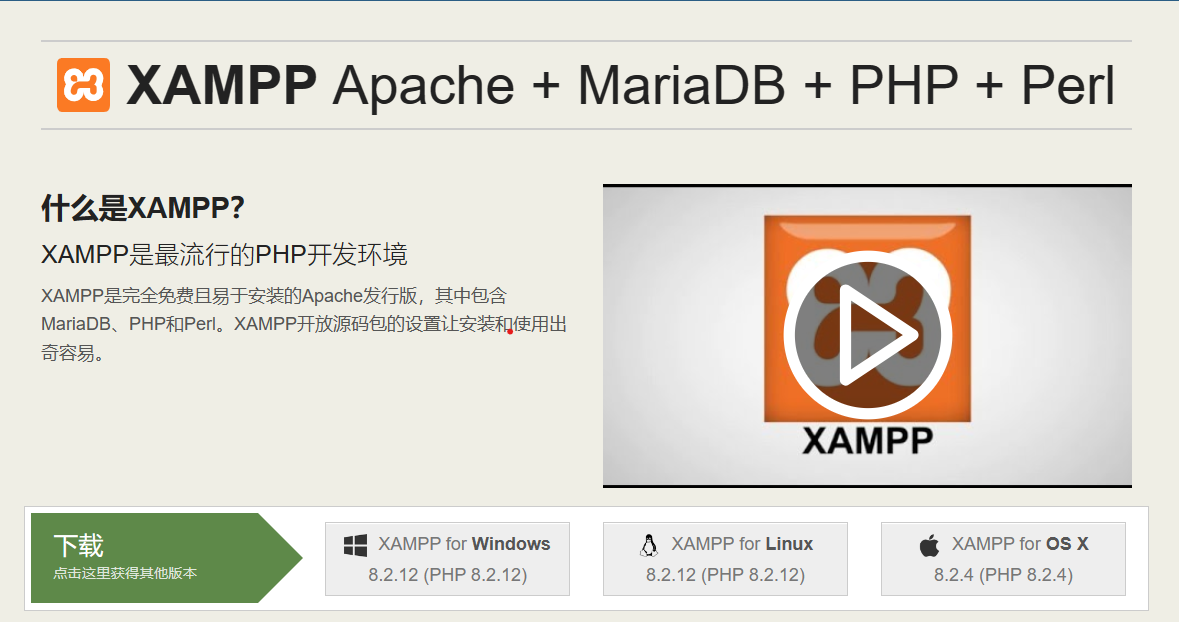 XAMPP Apache + MariaDB + PHP + Perl
什么是XAMPP?
XAMPP是最流行的PHP开发环境
XAMPP是完全免费且易于安装的Apache发行版，其中包含
MariaDB、PHP和Perl。XAMPP开放源码包的设置让安装和使用出
奇容易。
XAMPP
下载
点击这里获得其他版本
XAMPP for Windows
8.2.12 (PHP 8.2.12)
XAMPP for Linux
8.2.12 (PHP 8.2.12)
XAMPP for OS X
8.2.4 (PHP 8.2.4)